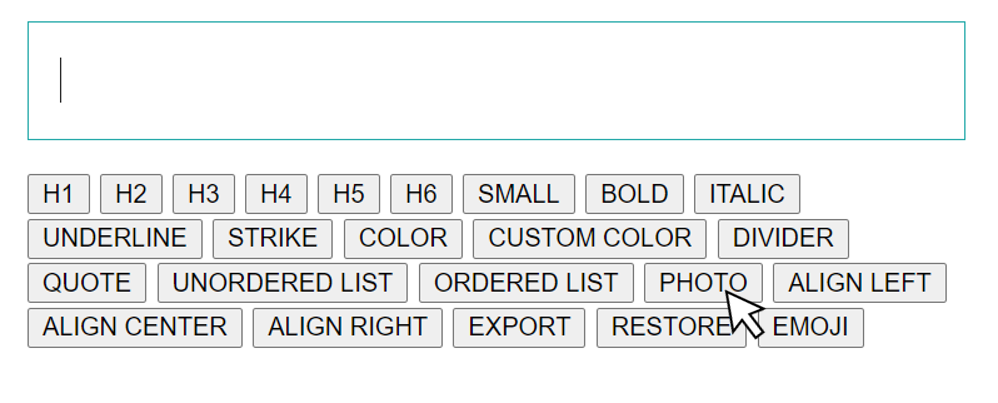 H1 H2 H3 H4 H5 H6 SMALL BOLD ITALIC
UNDERLINE STRIKE COLOR CUSTOM COLOR DIVIDER
QUOTE UNORDERED LIST ORDERED LIST PHOTO ALIGN LEFT
ALIGN CENTER ALIGN RIGHT EXPORT RESTORE EMOJI